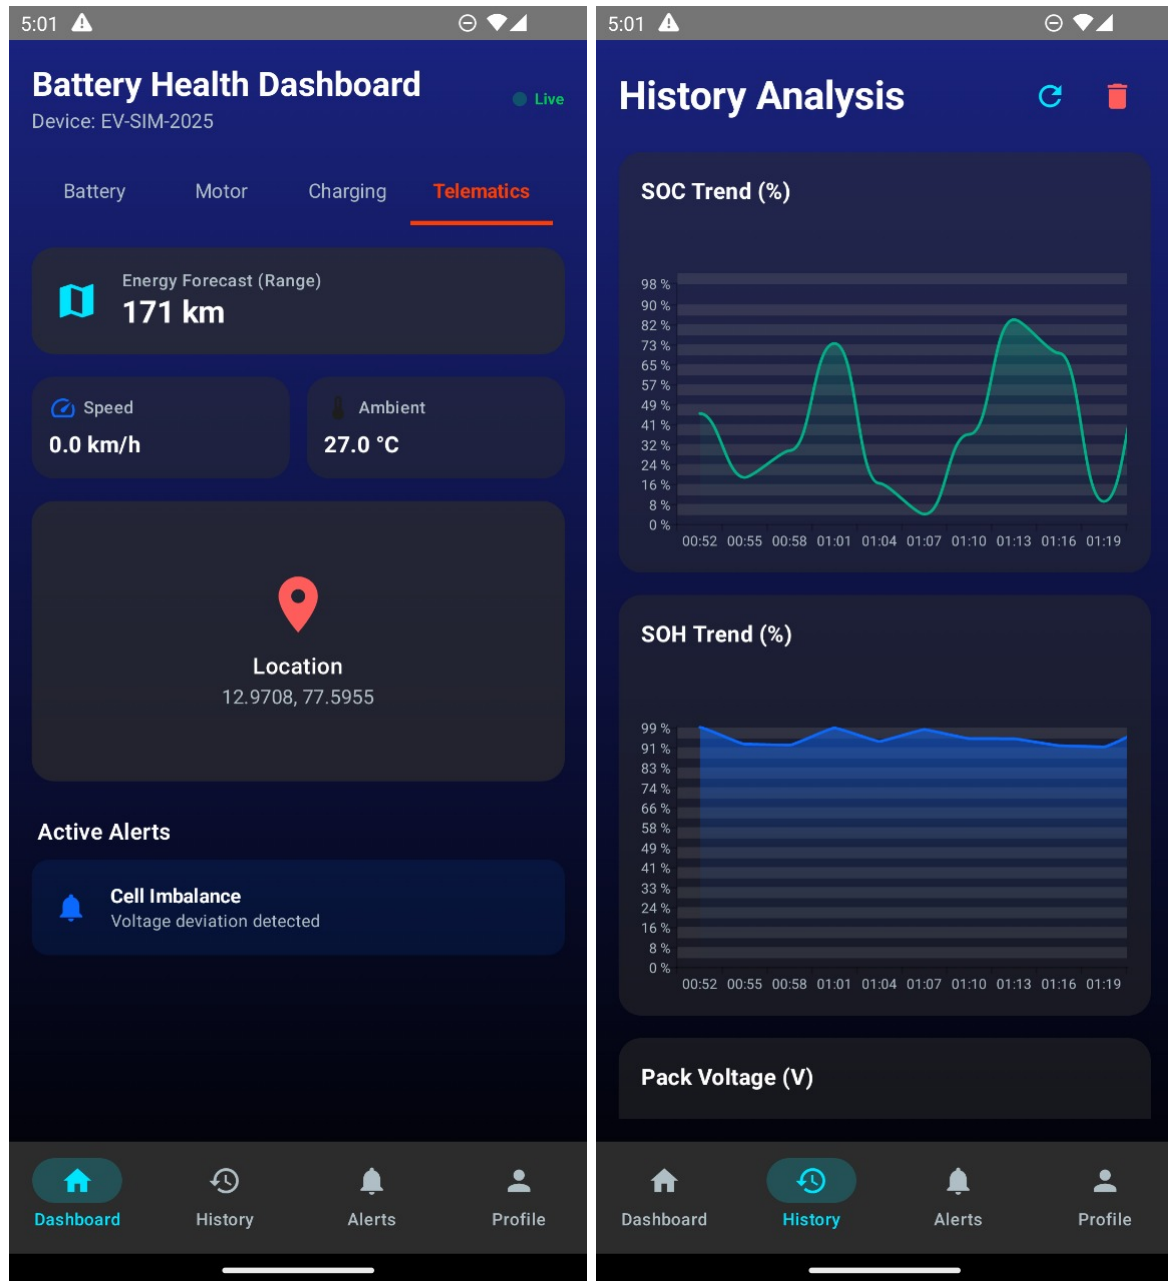 5:01
Battery Health Dashboard
Live
Device: EV-SIM-2025
Battery Motor Charging Telematics
Energy Forecast (Range)
171 km
Speed
0.0 km/h
Ambient
27.0 °C
Location
12.9708, 77.5955
Active Alerts
Cell Imbalance
Voltage deviation detected
Dashboard History Alerts Profile
5:01
History Analysis
SOC Trend (%)
98 %
90 %
82 %
73 %
65 %
57 %
49 %
41 %
32 %
24 %
16 %
8 %
0 %
00:52 00:55 00:58 01:01 01:04 01:07 01:10 01:13 01:16 01:19
SOH Trend (%)
99 %
91 %
83 %
74 %
66 %
58 %
49 %
41 %
33 %
24 %
16 %
8 %
0 %
00:52 00:55 00:58 01:01 01:04 01:07 01:10 01:13 01:16 01:19
Pack Voltage (V)
Dashboard History Alerts Profile